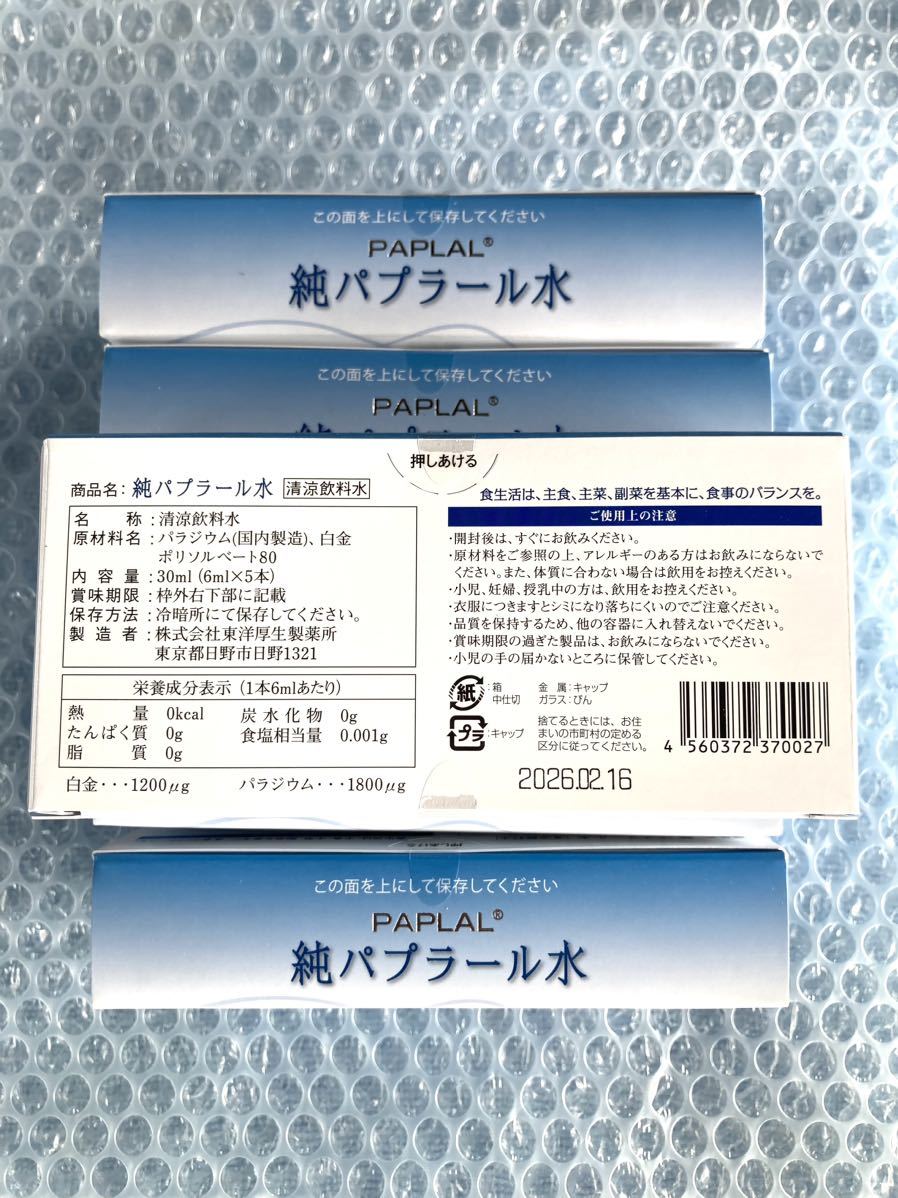 この面を上にして保存してください
PAPLAL®
純パプラール水
この面を上にして保存してください
PAPLAL®
純パプラール水
押しあける
商品名：純パプラール水 清涼飲料水
名称：清涼飲料水
原材料名：パラジウム(国内製造)、白金
ポリソルベート80
内容量：30ml (6ml×5本)
賞味期限：枠外右下部に記載
保存方法：冷暗所にて保存してください。
製造者：株式会社東洋厚生製薬所
東京都日野市日野1321
栄養成分表示（1本6mlあたり）
熱量 0kcal 炭水化物 0g
たんぱく質 0g 食塩相当量 0.001g
脂質 0g
白金･･･1200μg パラジウム･･･1800μg
食生活は、主食、主菜、副菜を基本に、食事のバランスを。
ご使用上の注意
・開封後は、すぐにお飲みください。
・原材料をご参照の上、アレルギーのある方はお飲みにならないで
ください。また、体質に合わない場合は飲用をお控えください。
・小児、妊婦、授乳中の方は、飲用をお控えください。
・衣服につきますとシミになり落ちにくいのでご注意ください。
・品質を保持するため、他の容器に入れ替えないでください。
・賞味期限の過ぎた製品は、お飲みにならないでください。
・小児の手の届かないところに保管してください。
紙：箱 中仕切
金属：キャップ
ガラス：びん
プラ：キャップ
捨てるときには、お住
まいの市町村の定める
区分に従ってください。
4 560372 370027
2026.02.16
押しあける
この面を上にして保存してください
PAPLAL®
純パプラール水